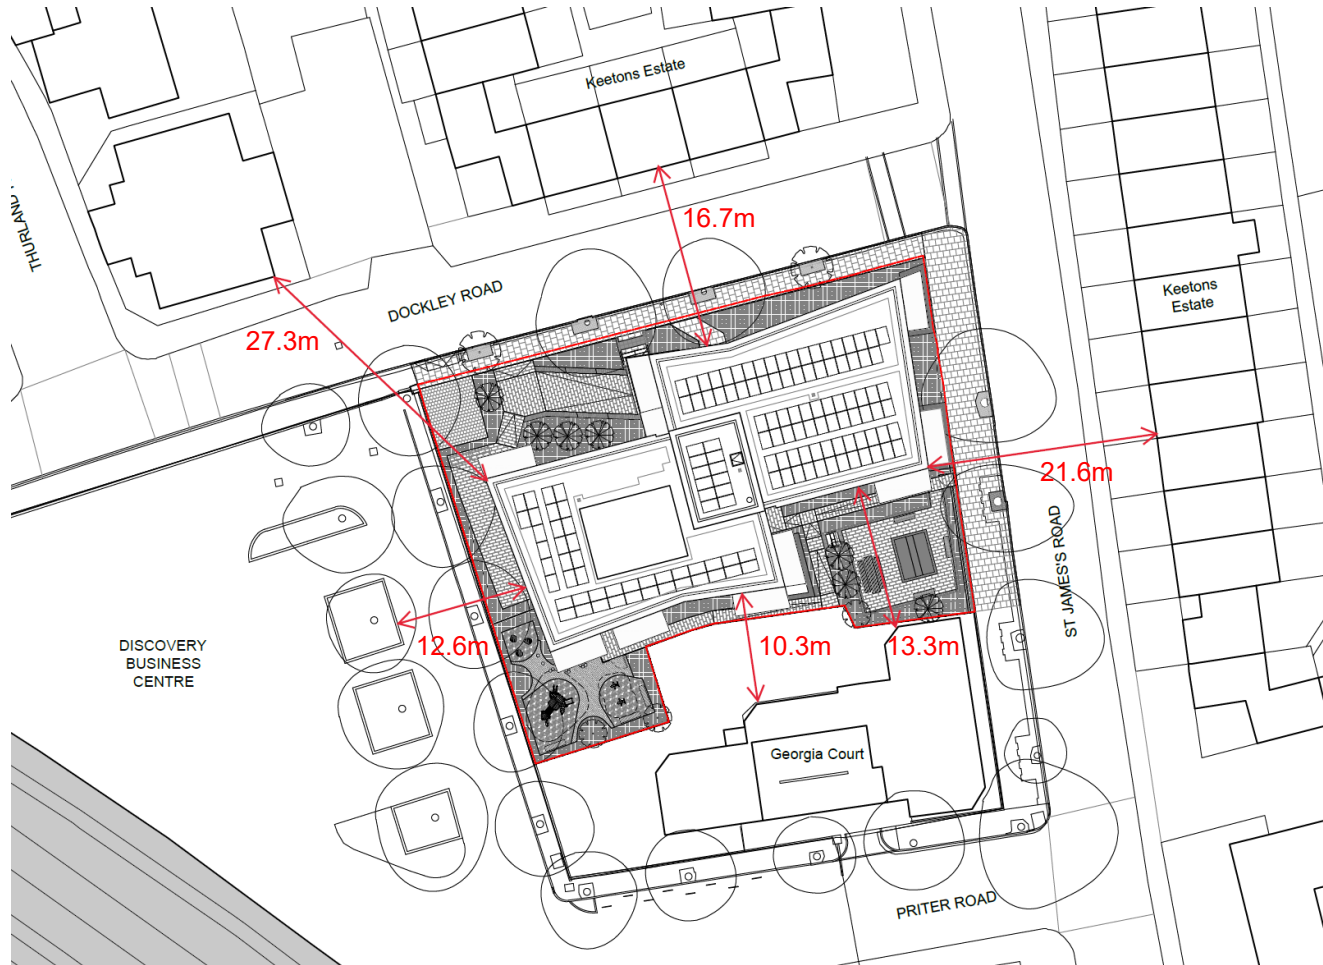 Keetons Estate
THURLAN
16.7m
DOCKLEY ROAD
Keetons
Estate
27.3m
21.6m
ST JAMES'S ROAD
DISCOVERY
BUSINESS
CENTRE
12.6m
10.3m
13.3m
Georgia Court
PRITER ROAD